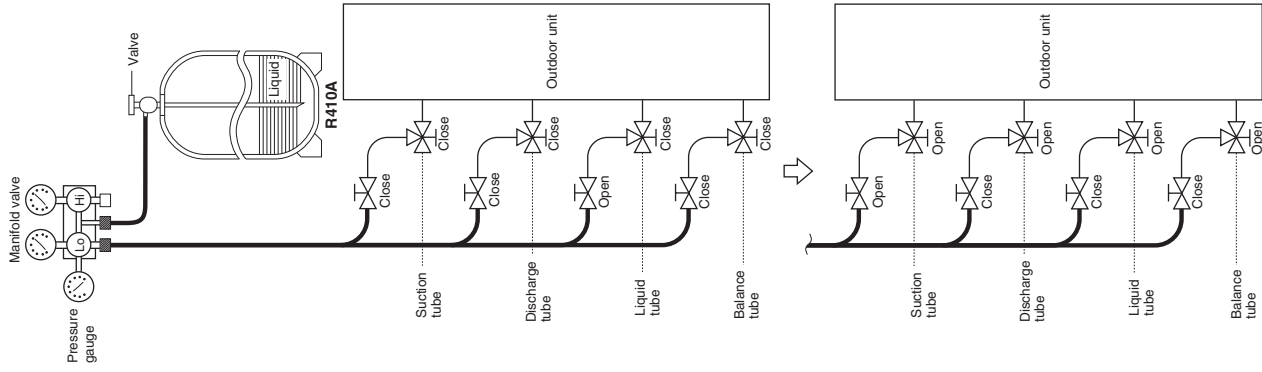 Manifold valve
Pressure
gauge
Lo
Hi
Valve
Liquid
R410A
Outdoor unit
Close
Close
Suction
tube
Close
Close
Discharge
tube
Open
Close
Liquid
tube
Close
Close
Balance
tube
Outdoor unit
Open
Open
Suction
tube
Close
Open
Discharge
tube
Close
Open
Liquid
tube
Close
Open
Balance
tube